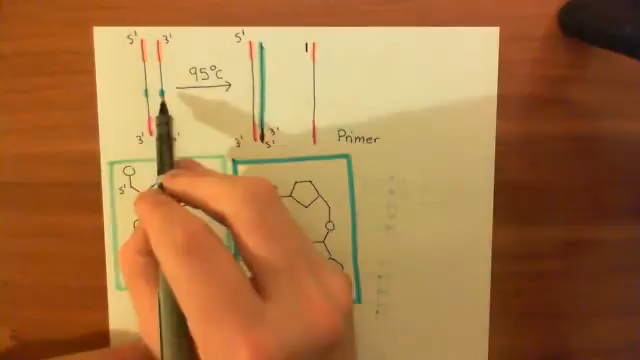 5' 3' 5'
95°C
3' 3' 3'
5'
Primer
5'